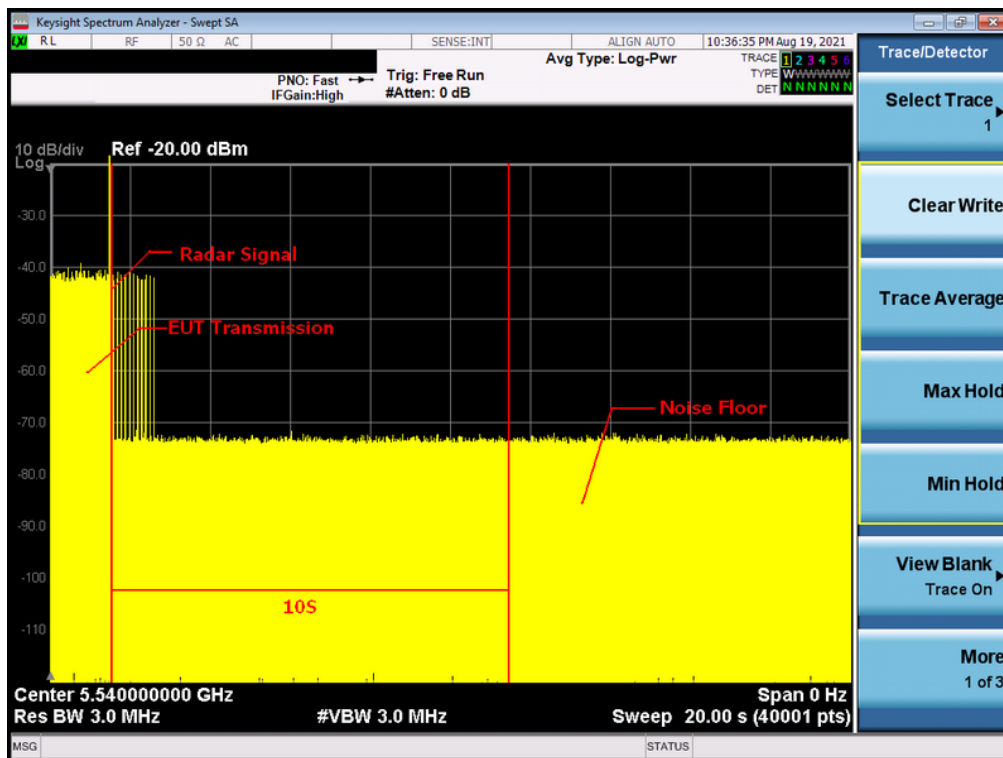 Keysight Spectrum Analyzer - Swept SA
LXI RL RF 50 Ω AC SENSE:INT ALIGN AUTO 10:36:35 PM Aug 19, 2021
Trace/Detector
Avg Type: Log-Pwr
TRACE 1 2 3 4 5 6
PNO: Fast Trig: Free Run
TYPE WWWWWW
IFGain:High #Atten: 0 dB
DET N N N N N N
Select Trace
1
10 dB/div Ref -20.00 dBm
Log
Clear Write
-30.0
Radar Signal
-40.0
Trace Average
-50.0
EUT Transmission
-60.0
Max Hold
Noise Floor
-70.0
-80.0
Min Hold
-90.0
View Blank
Trace On
-100
10S
-110
More
1 of 3
Center 5.540000000 GHz Span 0 Hz
Res BW 3.0 MHz #VBW 3.0 MHz Sweep 20.00 s (40001 pts)
MSG STATUS